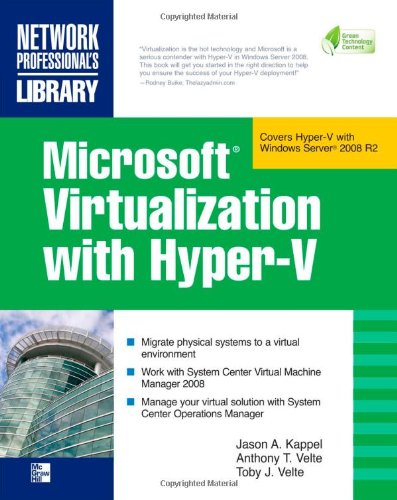 Copyrighted Material
NETWORK
PROFESSIONAL'S
LIBRARY
"Virtualization is the hot technology and Microsoft is a
serious contender with Hyper-V in Windows Server 2008.
This book will get you started in the right direction to help
you ensure the success of your Hyper-V deployment!"
—Rodney Buike, Thelazyadmin.com
Green
Technology
Content
Covers Hyper-V with
Windows Server® 2008 R2
Microsoft®
Virtualization
with Hyper-V
Migrate physical systems to a virtual
environment
Work with System Center Virtual Machine
Manager 2008
Manage your virtual solution with System
Center Operations Manager
Jason A. Kappel
Anthony T. Velte
Toby J. Velte
Mc
Graw
Hill
Copyrighted Material